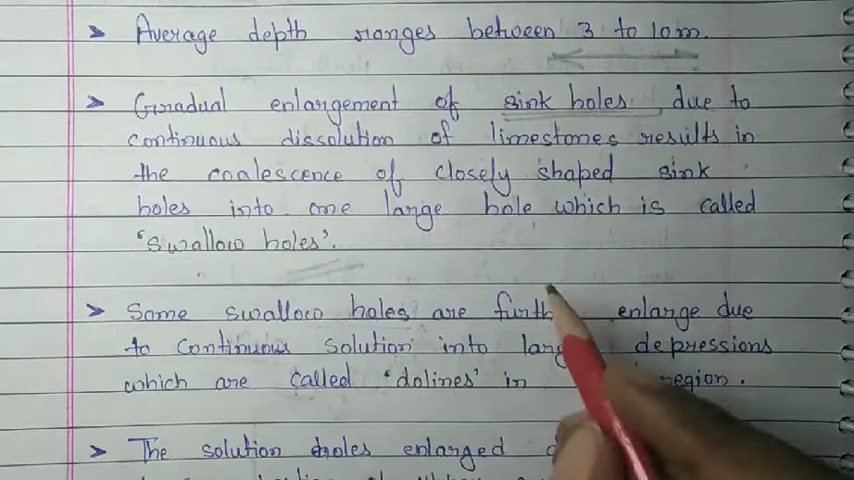 ➤ Average depth ranges between 3 to 10m.
➤ Gradual enlargement of sink holes due to
continuous dissolution of limestones results in
the coalescence of closely shaped sink
holes into one large hole which is called
'swallow holes'.
➤ Some swallow holes are furth enlarge due
to continuous solution into larg depressions
which are called 'dolines' in region.
➤ The solution holes enlarged